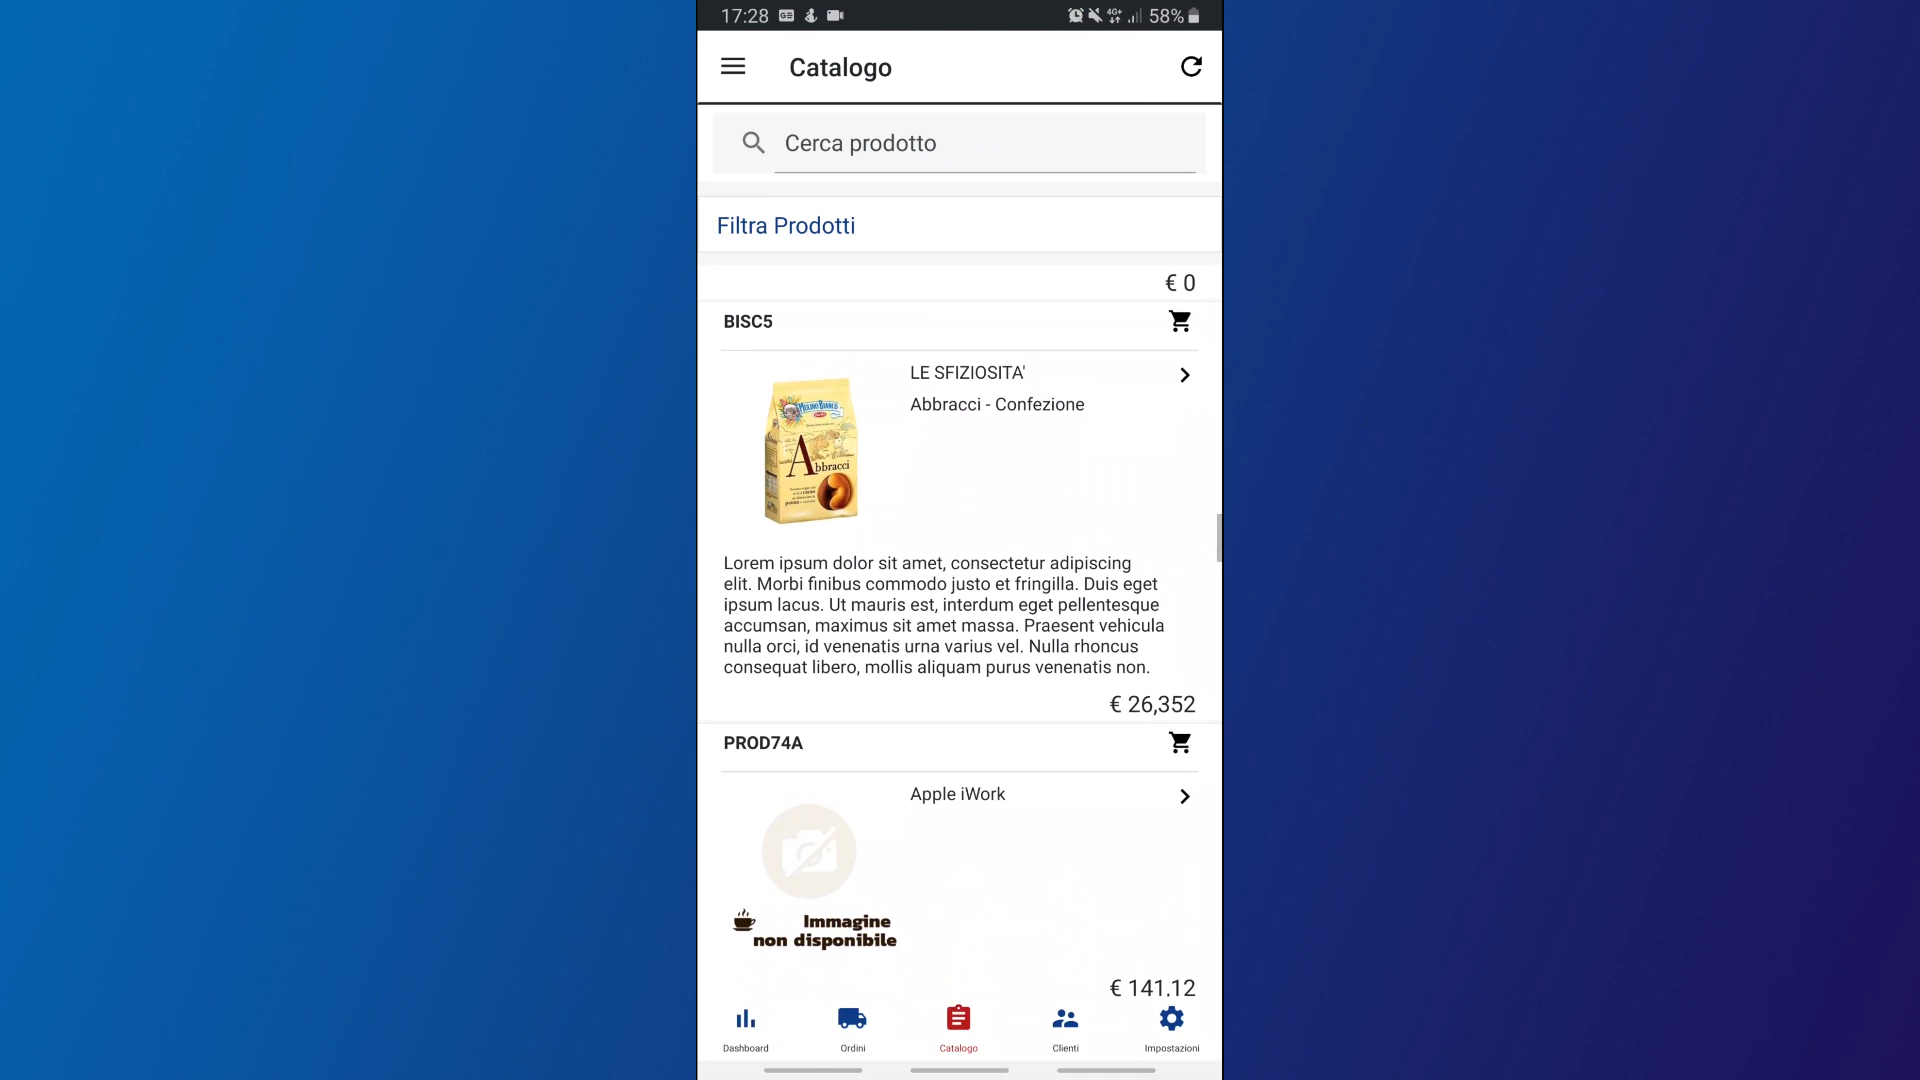 17:28
4G+
58%
Catalogo
Cerca prodotto
Filtra Prodotti
€ 0
BISC5
LE SFIZIOSITA'
Abbracci - Confezione
Mulino Bianco
Abbracci
Lorem ipsum dolor sit amet, consectetur adipiscing
elit. Morbi finibus commodo justo et fringilla. Duis eget
ipsum lacus. Ut mauris est, interdum eget pellentesque
accumsan, maximus sit amet massa. Praesent vehicula
nulla orci, id venenatis urna varius vel. Nulla rhoncus
consequat libero, mollis aliquam purus venenatis non.
€ 26,352
PROD74A
Apple iWork
Immagine
non disponibile
€ 141,12
Dashboard
Ordini
Catalogo
Clienti
Impostazioni